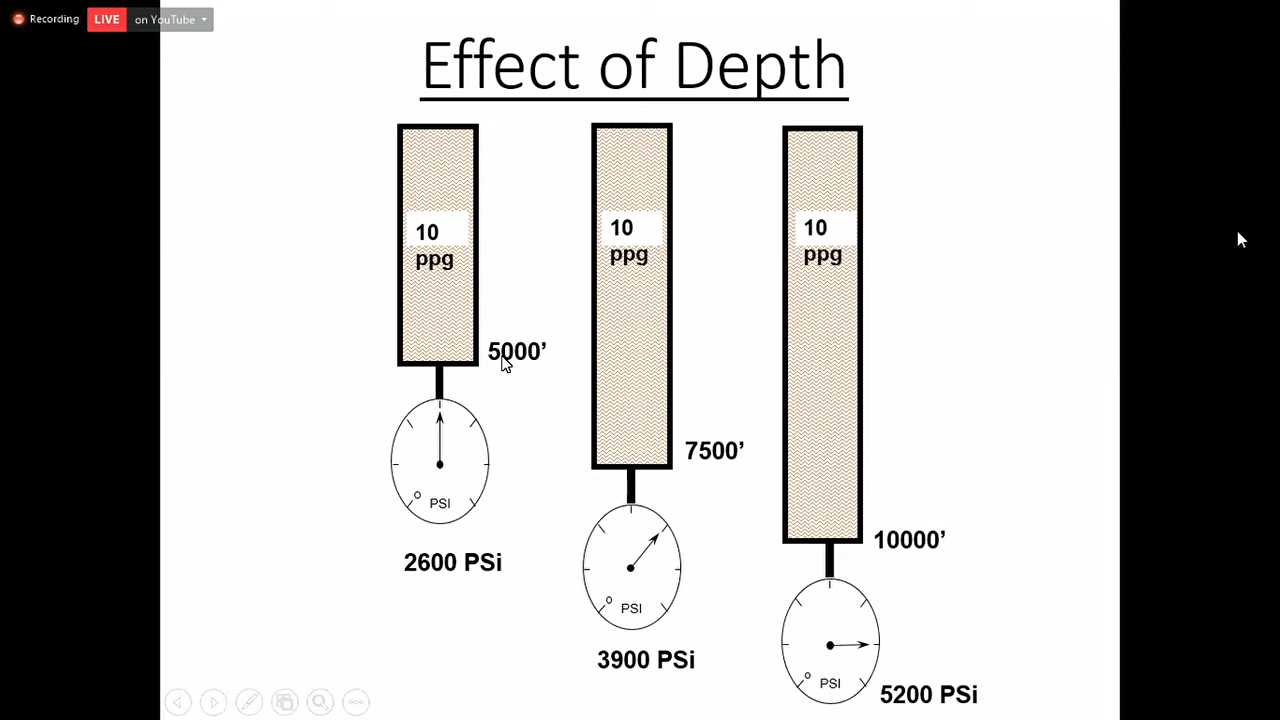 Recording
LIVE on YouTube
Effect of Depth
10
ppg
5000’
PSI
2600 PSi
10
ppg
7500’
PSI
3900 PSi
10
ppg
10000’
PSI
5200 PSi